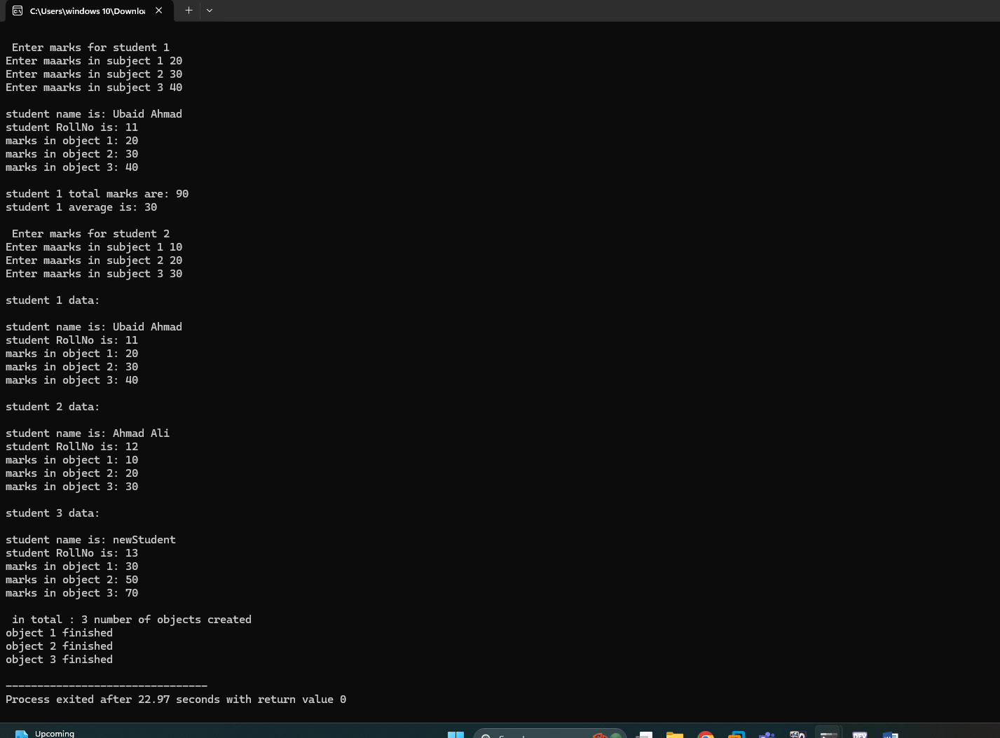 C:\Users\windows 10\Downloa
Enter marks for student 1
Enter maarks in subject 1 20
Enter maarks in subject 2 30
Enter maarks in subject 3 40
student name is: Ubaid Ahmad
student RollNo is: 11
marks in object 1: 20
marks in object 2: 30
marks in object 3: 40
student 1 total marks are: 90
student 1 average is: 30
Enter marks for student 2
Enter maarks in subject 1 10
Enter maarks in subject 2 20
Enter maarks in subject 3 30
student 1 data:
student name is: Ubaid Ahmad
student RollNo is: 11
marks in object 1: 20
marks in object 2: 30
marks in object 3: 40
student 2 data:
student name is: Ahmad Ali
student RollNo is: 12
marks in object 1: 10
marks in object 2: 20
marks in object 3: 30
student 3 data:
student name is: newStudent
student RollNo is: 13
marks in object 1: 30
marks in object 2: 50
marks in object 3: 70
in total : 3 number of objects created
object 1 finished
object 2 finished
object 3 finished
--------------------------------
Process exited after 22.97 seconds with return value 0
Upcoming